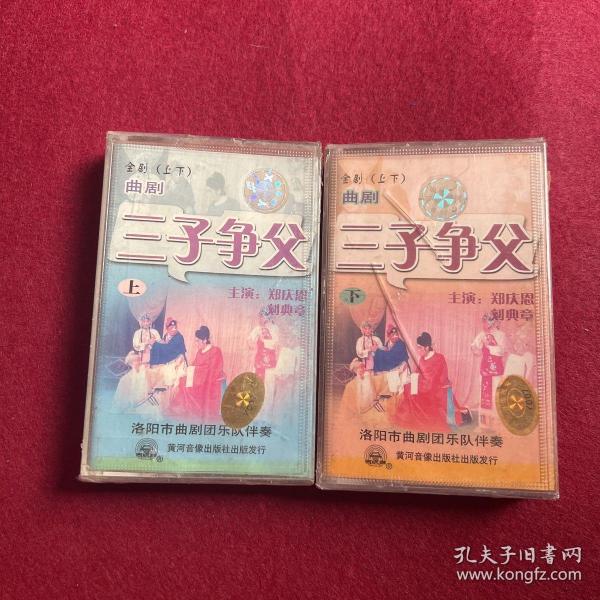 全剧（上下）
曲剧
三子争父
上
主演：郑庆恩
刘典章
洛阳市曲剧团乐队伴奏
黄河音像出版社出版发行
全剧（上下）
曲剧
三子争父
下
主演：郑庆恩
刘典章
洛阳市曲剧团乐队伴奏
黄河音像出版社出版发行
孔夫子旧书网
www.kongfz.com